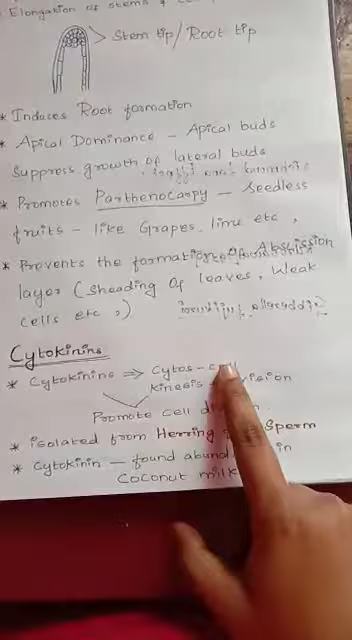 Elongation of stems &
Stem tip/Root tip
* Induces Root formation
* Apical Dominance - Apical buds
Suppress growth of lateral buds
* Promotes Parthenocarpy - Seedless
fruits - like Grapes, lime etc,
* Prevents the formation of Abscission
layer (sheading of leaves, Weak
cells etc,)
Cytokinins
* Cytokinins ⇒ Cytos - cell
kinesis
Promote cell
* isolated from Herring Sperm
* Cytokinin - found in
Coconut milk